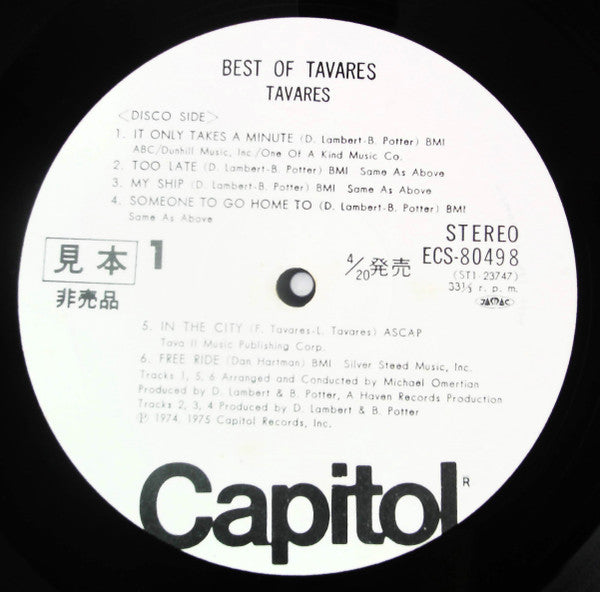 BEST OF TAVARES
TAVARES
<DISCO SIDE>
1. IT ONLY TAKES A MINUTE (D. Lambert-B. Potter) BMI
ABC/Dunhill Music, Inc./One Of A Kind Music Co.
2. TOO LATE (D. Lambert-B. Potter) BMI Same As Above
3. MY SHIP (D. Lambert-B. Potter) BMI Same As Above
4. SOMEONE TO GO HOME TO (D. Lambert-B. Potter) BMI
Same As Above
STEREO
見本 1
4/20発売
ECS-80498
(ST1-23747)
33⅓ r. p. m.
JASRAC
非売品
5. IN THE CITY (F. Tavares-L. Tavares) ASCAP
Tava II Music Publishing Corp.
6. FREE RIDE (Dan Hartman) BMI Silver Steed Music, Inc.
Tracks 1, 5, 6 Arranged and Conducted by Michael Omertian
Produced by D. Lambert & B. Potter, A Haven Records Production
Tracks 2, 3, 4 Produced by D. Lambert & B. Potter
Ⓟ 1974, 1975 Capitol Records, Inc.
Capitol®